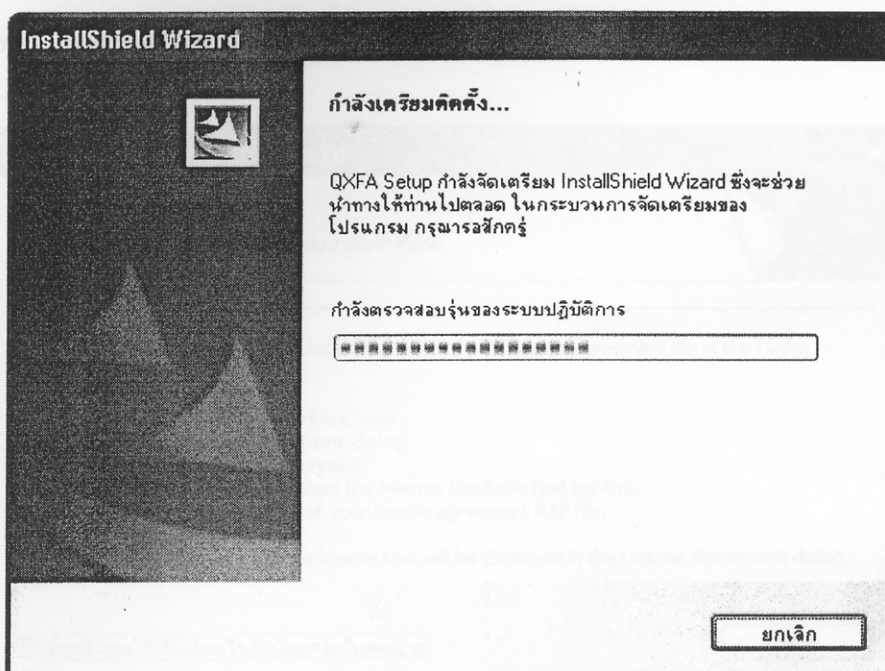 InstallShield Wizard
กำลังเตรียมติดตั้ง...
QXFA Setup กำลังจัดเตรียม InstallShield Wizard ซึ่งจะช่วย
นำทางให้ท่านไปตลอด ในกระบวนการจัดเตรียมของ
โปรแกรม กรุณารอสักครู่
กำลังตรวจสอบรุ่นของระบบปฏิบัติการ
ยกเลิก